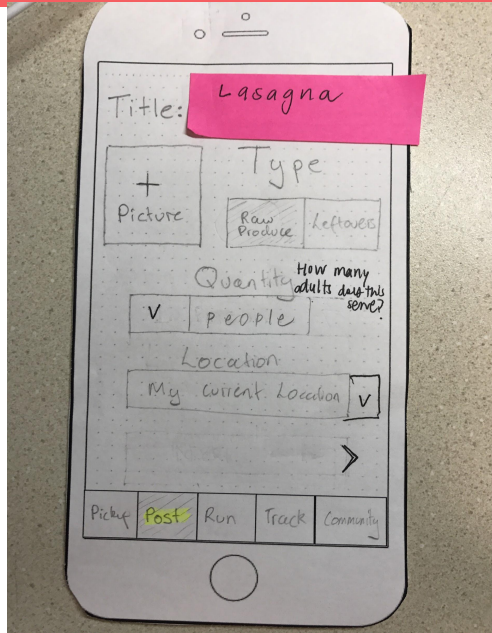 Title: Lasagna
Type
+
Picture
Raw Produce
Leftovers
Quantity
How many
adults does this
serve?
V people
Location
My current Location V
Pickup Post Run Track Community